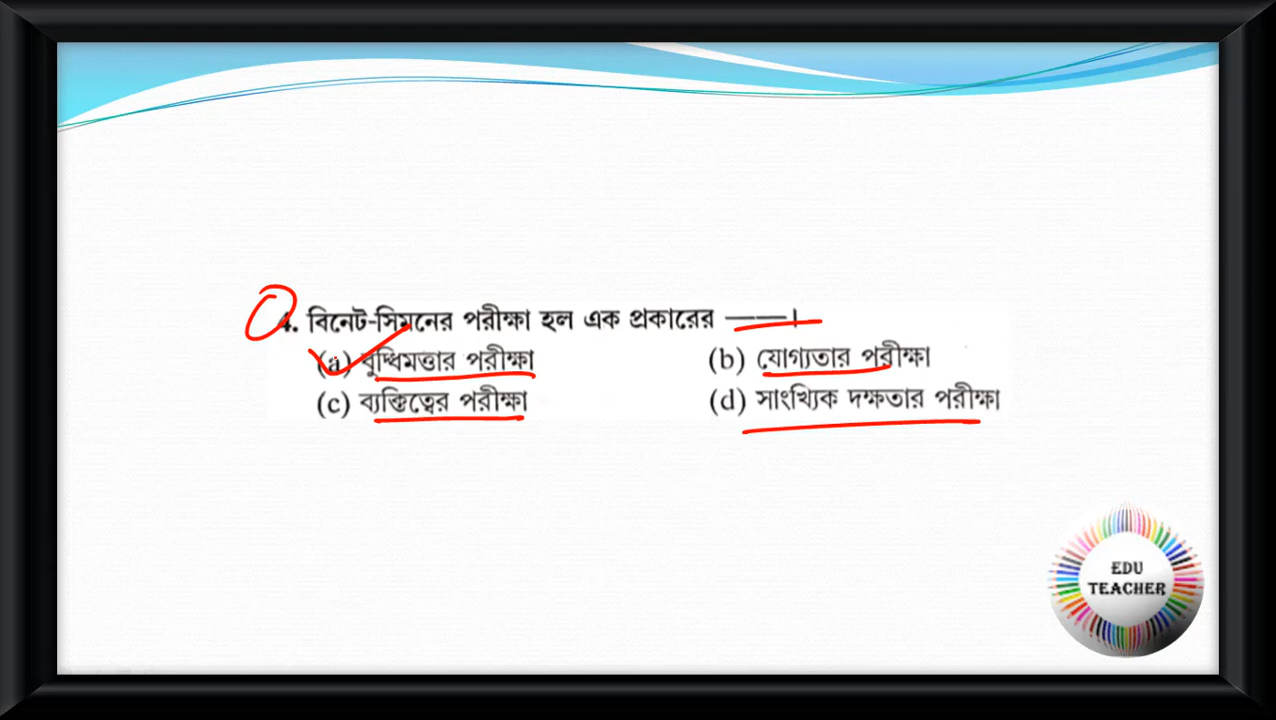 4. বিনেট-সিমনের পরীক্ষা হল এক প্রকারের ——।
(a) বুদ্ধিমত্তার পরীক্ষা (b) যোগ্যতার পরীক্ষা
(c) ব্যক্তিত্বের পরীক্ষা (d) সাংখ্যিক দক্ষতার পরীক্ষা
EDU
TEACHER